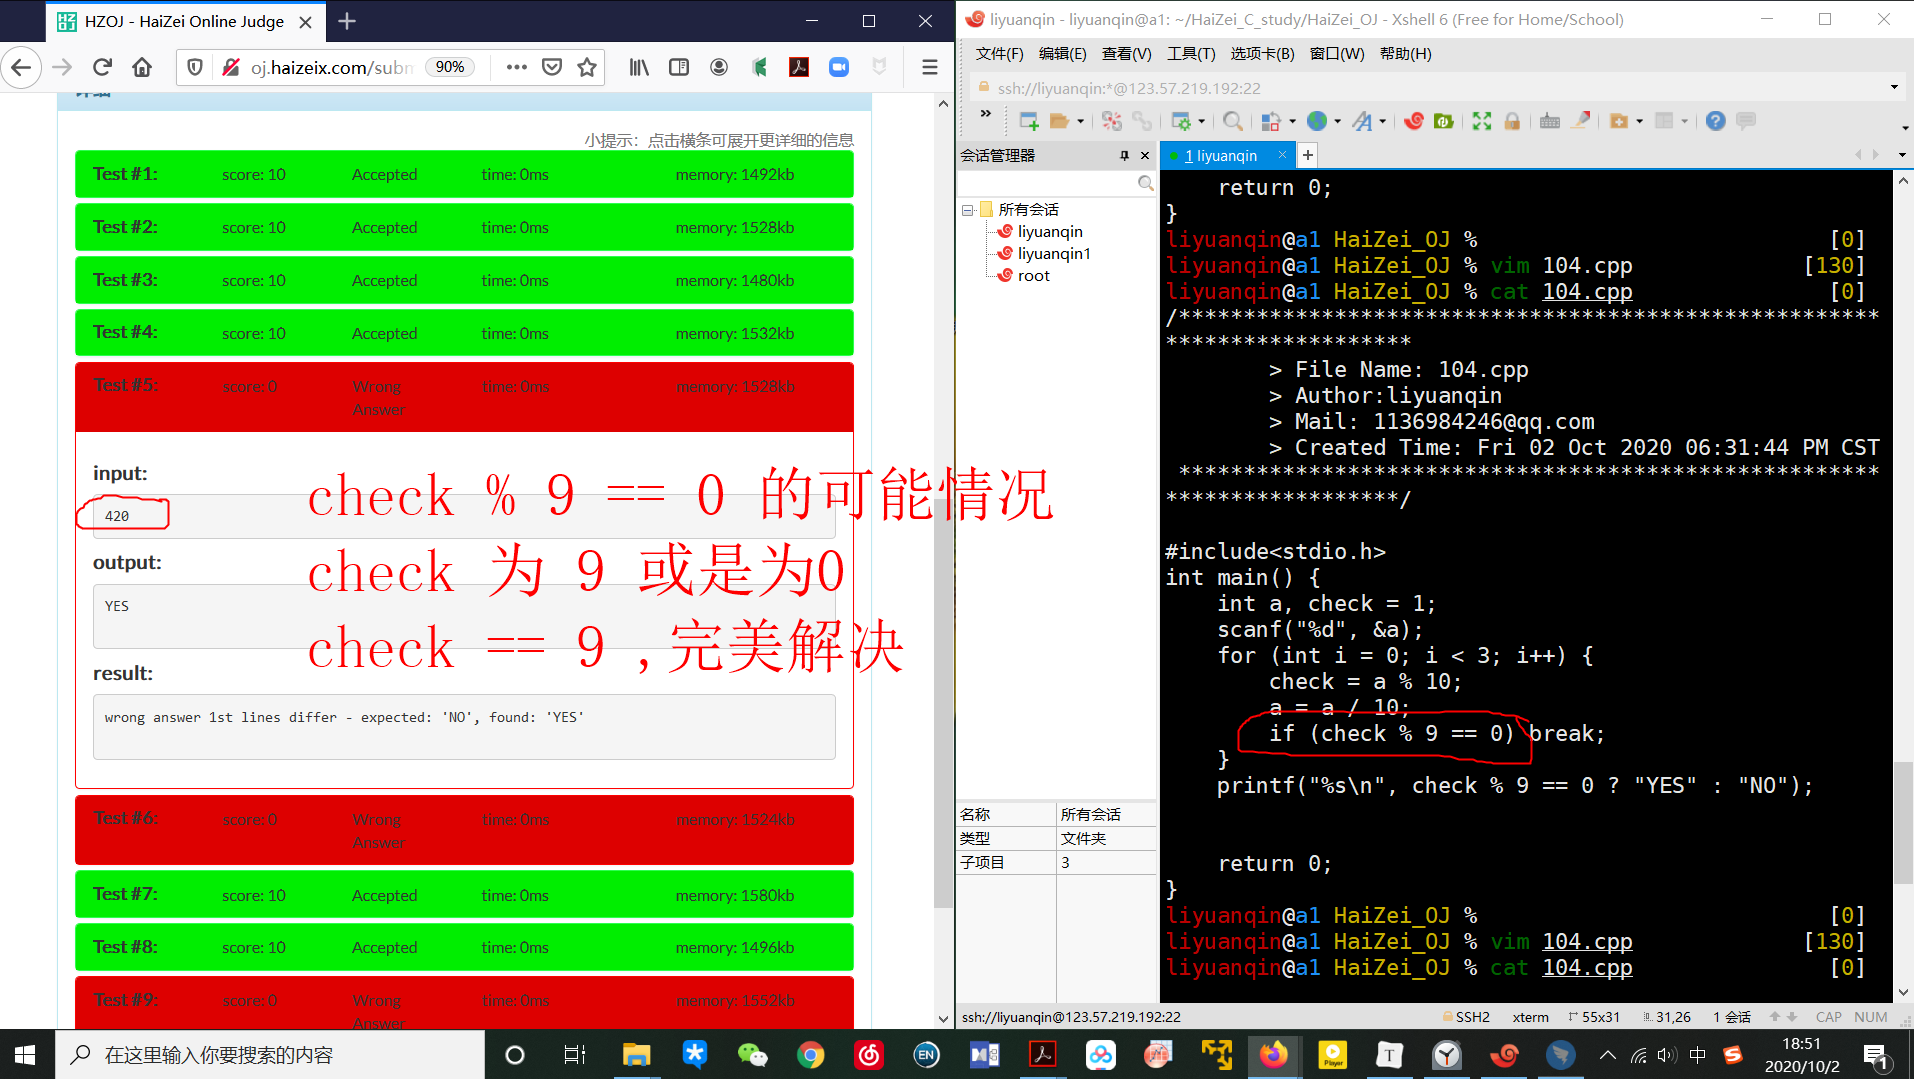 HZOJ - HaiZei Online Judge
oj.haizeix.com/subm
90%
小提示：点击横条可展开更详细的信息
Test #1: score: 10 Accepted time: 0ms memory: 1492kb
Test #2: score: 10 Accepted time: 0ms memory: 1528kb
Test #3: score: 10 Accepted time: 0ms memory: 1480kb
Test #4: score: 10 Accepted time: 0ms memory: 1532kb
Test #5: score: 0 Wrong Answer time: 0ms memory: 1528kb
input:
420
output:
YES
result:
wrong answer 1st lines differ - expected: 'NO', found: 'YES'
check % 9 == 0 的可能情况
check 为 9 或是为0
check == 9 ,完美解决
Test #6: score: 0 Wrong Answer time: 0ms memory: 1524kb
Test #7: score: 10 Accepted time: 0ms memory: 1580kb
Test #8: score: 10 Accepted time: 0ms memory: 1496kb
Test #9: score: 0 Wrong Answer time: 0ms memory: 1552kb
liyuanqin - liyuanqin@a1: ~/HaiZei_C_study/HaiZei_OJ - Xshell 6 (Free for Home/School)
文件(F) 编辑(E) 查看(V) 工具(T) 选项卡(B) 窗口(W) 帮助(H)
ssh://liyuanqin:*@123.57.219.192:22
会话管理器
1 liyuanqin
所有会话
liyuanqin
liyuanqin1
root
名称 所有会话
类型 文件夹
子项目 3
return 0;
}
liyuanqin@a1 HaiZei_OJ % [0]
liyuanqin@a1 HaiZei_OJ % vim 104.cpp [130]
liyuanqin@a1 HaiZei_OJ % cat 104.cpp [0]
/******************************************************
*******************
> File Name: 104.cpp
> Author:liyuanqin
> Mail: 1136984246@qq.com
> Created Time: Fri 02 Oct 2020 06:31:44 PM CST
******************************************************
******************/
#include<stdio.h>
int main() {
int a, check = 1;
scanf("%d", &a);
for (int i = 0; i < 3; i++) {
check = a % 10;
a = a / 10;
if (check % 9 == 0) break;
}
printf("%s\n", check % 9 == 0 ? "YES" : "NO");
return 0;
}
liyuanqin@a1 HaiZei_OJ % [0]
liyuanqin@a1 HaiZei_OJ % vim 104.cpp [130]
liyuanqin@a1 HaiZei_OJ % cat 104.cpp [0]
ssh://liyuanqin@123.57.219.192:22 SSH2 xterm 55x31 31,26 1 会话 CAP NUM
在这里输入你要搜索的内容
EN
Player
T
中
18:51
2020/10/2
1